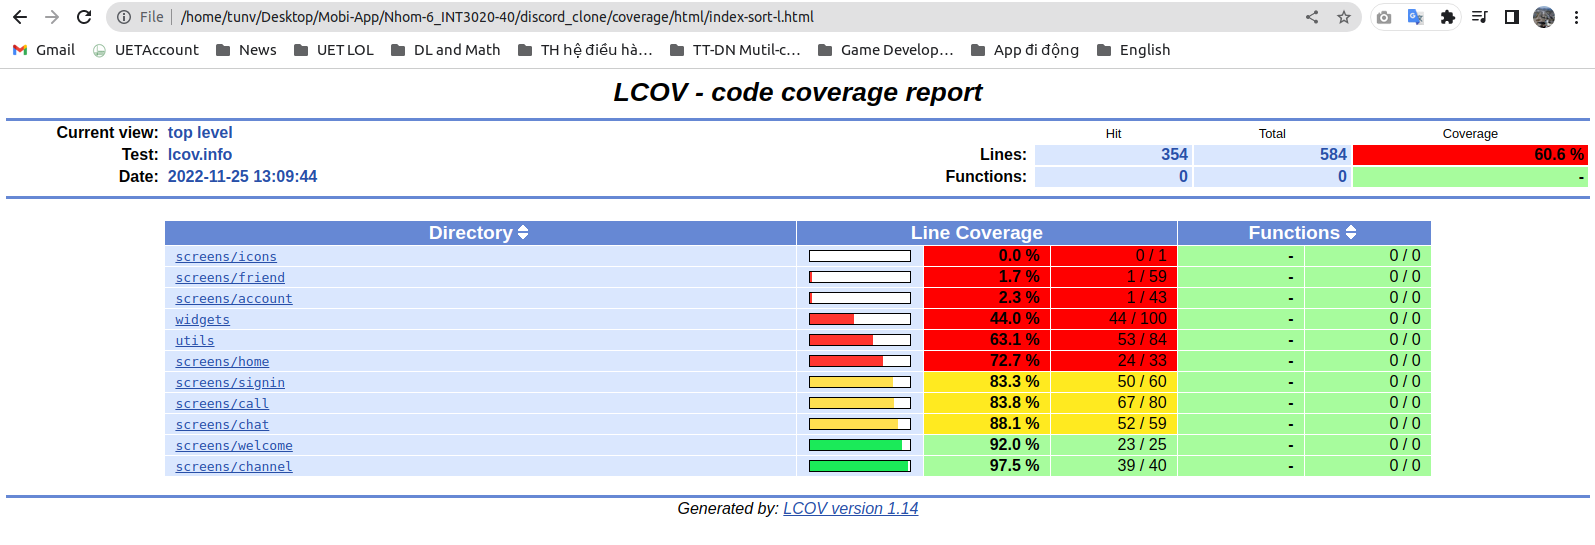 File /home/tunv/Desktop/Mobi-App/Nhom-6_INT3020-40/discord_clone/coverage/html/index-sort-l.html
Gmail UETAccount News UET LOL DL and Math TH hệ điều hà... TT-DN Mutil-c... Game Develop... App đi động English
LCOV - code coverage report
Current view: top level Hit Total Coverage
Test: lcov.info Lines: 354 584 60.6 %
Date: 2022-11-25 13:09:44 Functions: 0 0 -
Directory Line Coverage Functions
screens/icons 0.0 % 0 / 1 - 0 / 0
screens/friend 1.7 % 1 / 59 - 0 / 0
screens/account 2.3 % 1 / 43 - 0 / 0
widgets 44.0 % 44 / 100 - 0 / 0
utils 63.1 % 53 / 84 - 0 / 0
screens/home 72.7 % 24 / 33 - 0 / 0
screens/signin 83.3 % 50 / 60 - 0 / 0
screens/call 83.8 % 67 / 80 - 0 / 0
screens/chat 88.1 % 52 / 59 - 0 / 0
screens/welcome 92.0 % 23 / 25 - 0 / 0
screens/channel 97.5 % 39 / 40 - 0 / 0
Generated by: LCOV version 1.14